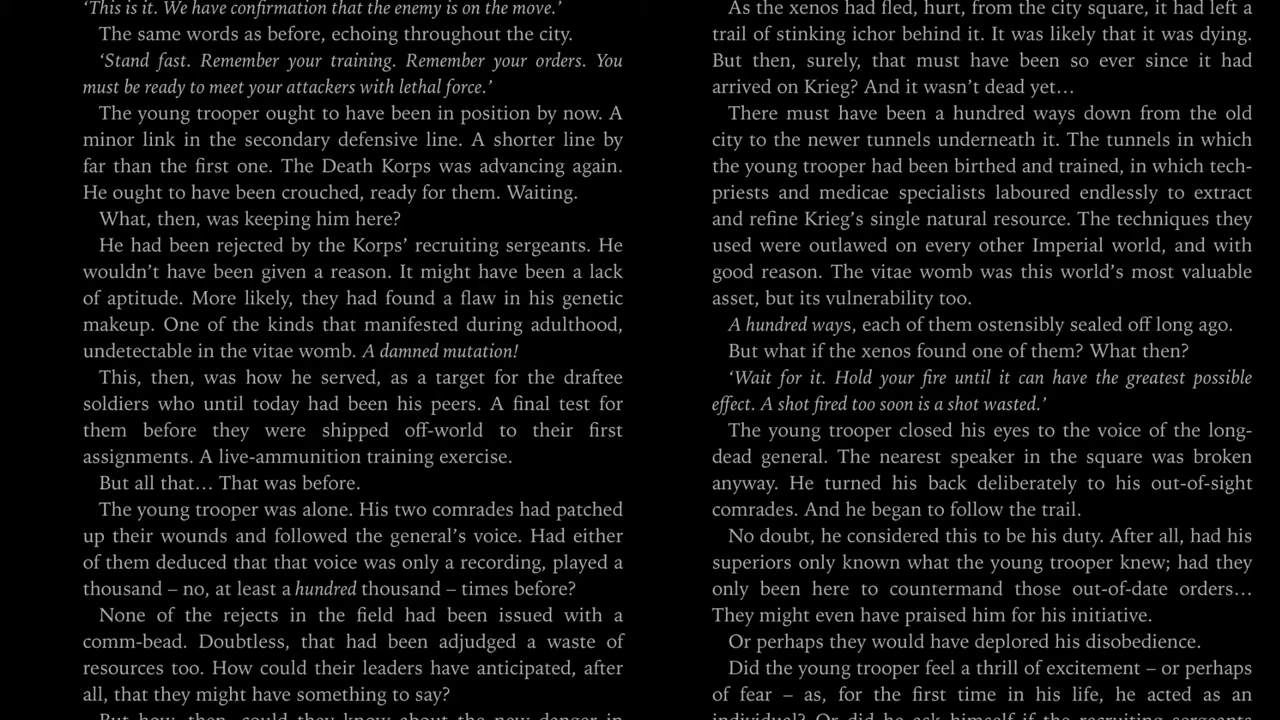 ‘This is it. We have confirmation that the enemy is on the move.’
The same words as before, echoing throughout the city.
‘Stand fast. Remember your training. Remember your orders. You
must be ready to meet your attackers with lethal force.’
The young trooper ought to have been in position by now. A
minor link in the secondary defensive line. A shorter line by
far than the first one. The Death Korps was advancing again.
He ought to have been crouched, ready for them. Waiting.
What, then, was keeping him here?
He had been rejected by the Korps’ recruiting sergeants. He
wouldn’t have been given a reason. It might have been a lack
of aptitude. More likely, they had found a flaw in his genetic
makeup. One of the kinds that manifested during adulthood,
undetectable in the vitae womb. A damned mutation!
This, then, was how he served, as a target for the draftee
soldiers who until today had been his peers. A final test for
them before they were shipped off-world to their first
assignments. A live-ammunition training exercise.
But all that… That was before.
The young trooper was alone. His two comrades had patched
up their wounds and followed the general’s voice. Had either
of them deduced that that voice was only a recording, played a
thousand – no, at least a hundred thousand – times before?
None of the rejects in the field had been issued with a
comm-bead. Doubtless, that had been adjudged a waste of
resources too. How could their leaders have anticipated, after
all, that they might have something to say?
But how, then, could they know about the new danger in
As the xenos had fled, hurt, from the city square, it had left a
trail of stinking ichor behind it. It was likely that it was dying.
But then, surely, that must have been so ever since it had
arrived on Krieg? And it wasn’t dead yet…
There must have been a hundred ways down from the old
city to the newer tunnels underneath it. The tunnels in which
the young trooper had been birthed and trained, in which tech-
priests and medicae specialists laboured endlessly to extract
and refine Krieg’s single natural resource. The techniques they
used were outlawed on every other Imperial world, and with
good reason. The vitae womb was this world’s most valuable
asset, but its vulnerability too.
A hundred ways, each of them ostensibly sealed off long ago.
But what if the xenos found one of them? What then?
‘Wait for it. Hold your fire until it can have the greatest possible
effect. A shot fired too soon is a shot wasted.’
The young trooper closed his eyes to the voice of the long-
dead general. The nearest speaker in the square was broken
anyway. He turned his back deliberately to his out-of-sight
comrades. And he began to follow the trail.
No doubt, he considered this to be his duty. After all, had his
superiors only known what the young trooper knew; had they
only been here to countermand those out-of-date orders…
They might even have praised him for his initiative.
Or perhaps they would have deplored his disobedience.
Did the young trooper feel a thrill of excitement – or perhaps
of fear – as, for the first time in his life, he acted as an
individual? Or did he ask himself if the recruiting sergeants